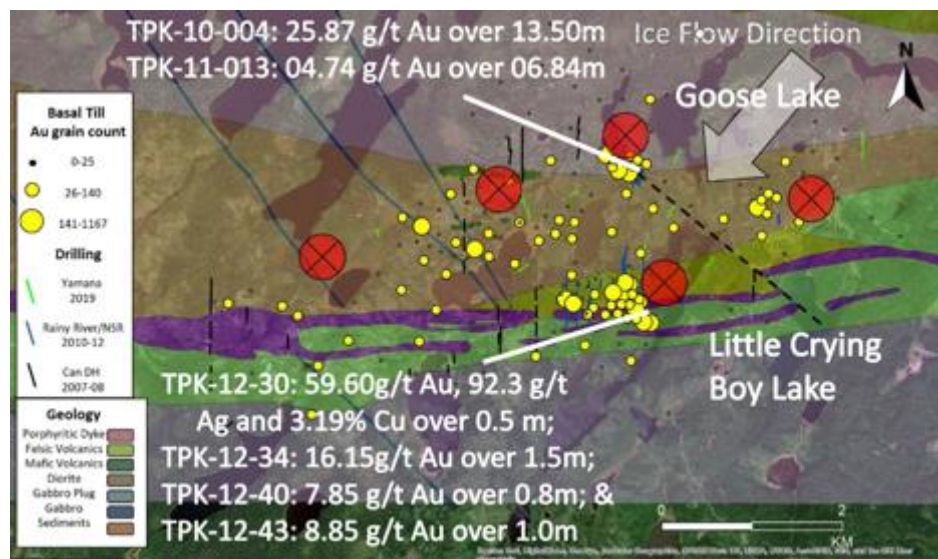 TPK-10-004: 25.87 g/t Au over 13.50m
TPK-11-013: 04.74 g/t Au over 06.84m
Ice Flow Direction
N
Goose Lake
Basal Till
Au grain count
0-25
26-140
141-1167
Drilling
Yamana
2019
Rainy River/NSR
2010-12
Can DH
2007-08
Little Crying
Boy Lake
TPK-12-30: 59.60g/t Au, 92.3 g/t
Ag and 3.19% Cu over 0.5 m;
TPK-12-34: 16.15g/t Au over 1.5m;
TPK-12-40: 7.85 g/t Au over 0.8m; &
TPK-12-43: 8.85 g/t Au over 1.0m
Geology
Porphyritic Dyke
Felsic Volcanics
Mafic Volcanics
Diorite
Gabbro Plug
Gabbro
Sediments
0 2
KM